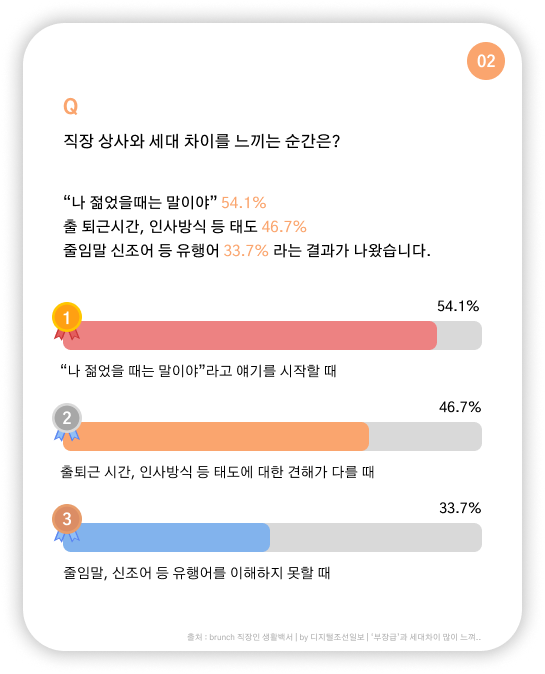 02
Q
직장 상사와 세대 차이를 느끼는 순간은?
“나 젊었을때는 말이야” 54.1%
출 퇴근시간, 인사방식 등 태도 46.7%
줄임말 신조어 등 유행어 33.7% 라는 결과가 나왔습니다.
54.1%
1
“나 젊었을 때는 말이야”라고 얘기를 시작할 때
46.7%
2
출퇴근 시간, 인사방식 등 태도에 대한 견해가 다를 때
33.7%
3
줄임말, 신조어 등 유행어를 이해하지 못할 때
출처 : brunch 직장인 생활백서 | by 디지털조선일보 | '부장급'과 세대차이 많이 느껴..